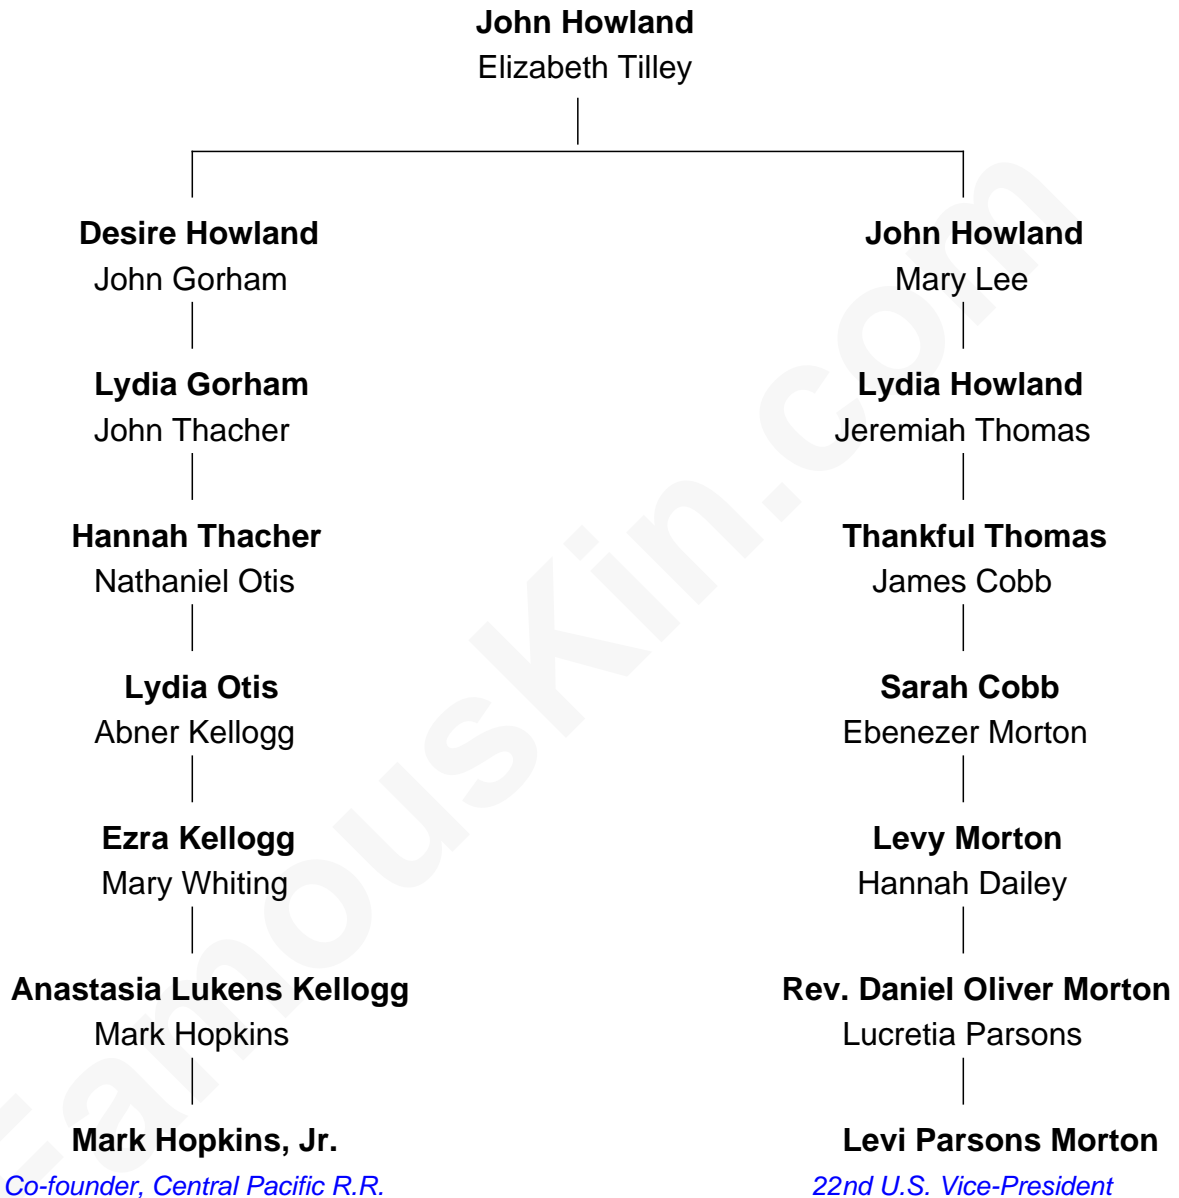 John Howland
Elizabeth Tilley
Desire Howland
John Gorham
John Howland
Mary Lee
Lydia Gorham
John Thacher
Lydia Howland
Jeremiah Thomas
Hannah Thacher
Nathaniel Otis
Thankful Thomas
James Cobb
Lydia Otis
Abner Kellogg
Sarah Cobb
Ebenezer Morton
Ezra Kellogg
Mary Whiting
Levy Morton
Hannah Dailey
Anastasia Lukens Kellogg
Mark Hopkins
Rev. Daniel Oliver Morton
Lucretia Parsons
Mark Hopkins, Jr.
Co-founder, Central Pacific R.R.
Levi Parsons Morton
22nd U.S. Vice-President
FamousKin.com